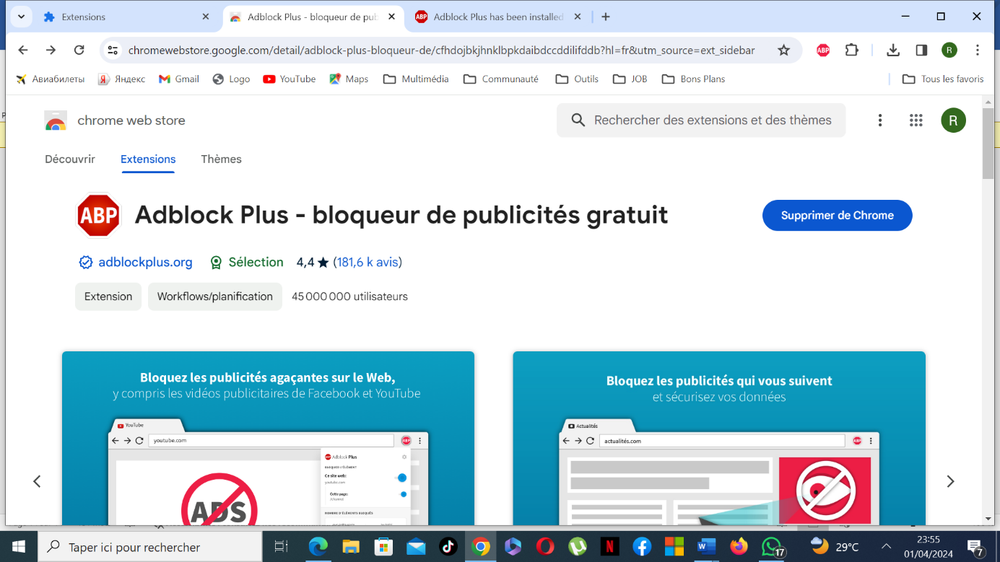 Extensions
Adblock Plus - bloqueur de pub
Adblock Plus has been installed
chromewebstore.google.com/detail/adblock-plus-bloqueur-de/cfhdojbkjhnklbpkdaibdccddilifddb?hl=fr&utm_source=ext_sidebar
ABP
R
Авиабилеты
Яндекс
Gmail
Logo
YouTube
Maps
Multimédia
Communauté
Outils
JOB
Bons Plans
Tous les favoris
chrome web store
Rechercher des extensions et des thèmes
R
Découvrir
Extensions
Thèmes
ABP
Adblock Plus - bloqueur de publicités gratuit
Supprimer de Chrome
adblockplus.org
Sélection
4,4 ★ (181,6 k avis)
Extension
Workflows/planification
45 000 000 utilisateurs
Bloquez les publicités agaçantes sur le Web,
y compris les vidéos publicitaires de Facebook et YouTube
YouTube
youtube.com
ABP
Adblock Plus
Ce site web:
youtube.com
Cette page:
ADS
Bloquez les publicités qui vous suivent
et sécurisez vos données
Actualités
actualités.com
ABP
Taper ici pour rechercher
17
29°C
23:55
01/04/2024
7